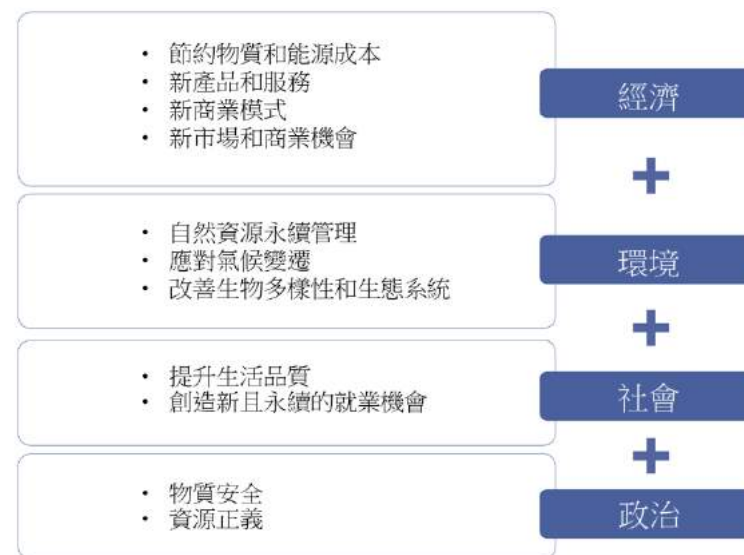 • 節約物質和能源成本
• 新產品和服務
• 新商業模式
• 新市場和商業機會
經濟
+
• 自然資源永續管理
• 應對氣候變遷
• 改善生物多樣性和生態系統
環境
+
• 提升生活品質
• 創造新且永續的就業機會
社會
+
• 物質安全
• 資源正義
政治